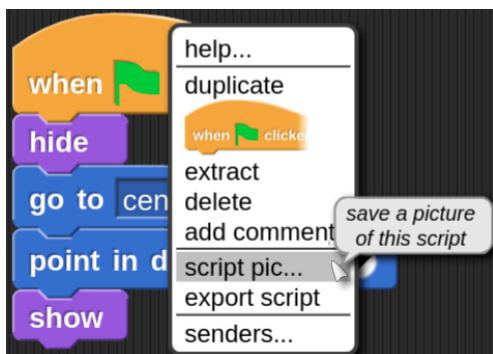 when
hide
go to cen
point in d
show
help...
duplicate
when clicke
extract
delete
add comment
script pic...
export script
senders...
save a picture
of this script